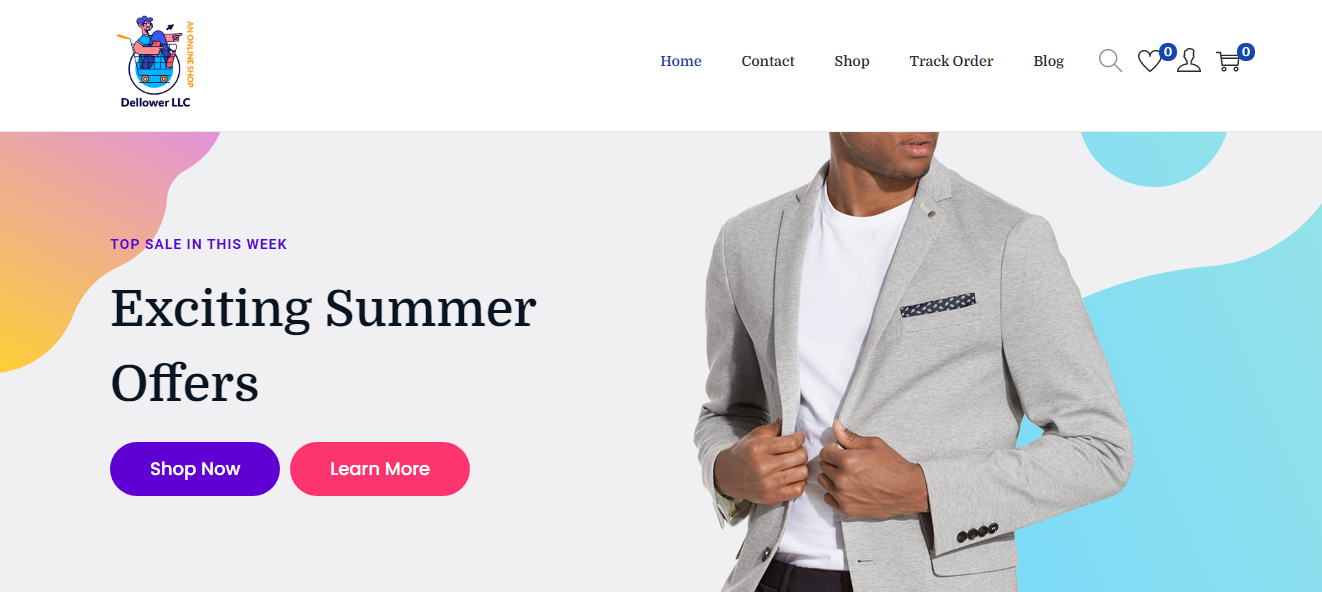 AN ONLINE SHOP
Dellower LLC
Home Contact Shop Track Order Blog 0 0
TOP SALE IN THIS WEEK
Exciting Summer
Offers
Shop Now Learn More